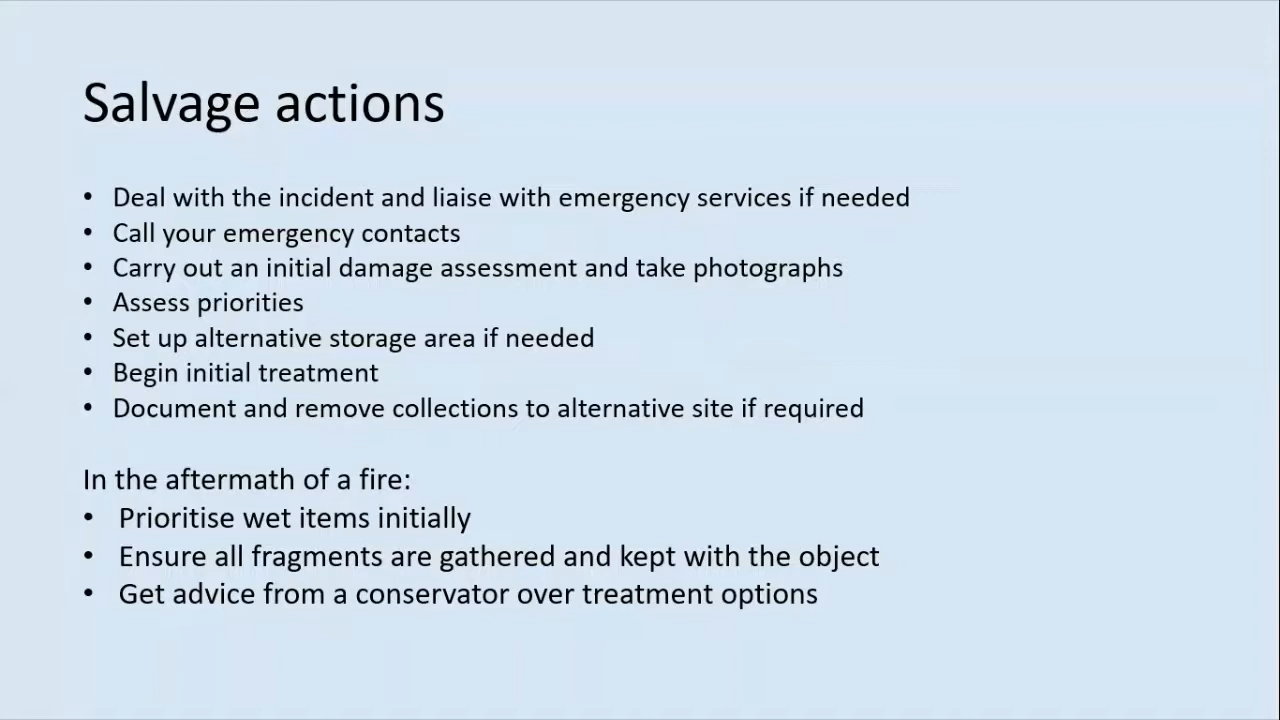 Salvage actions
• Deal with the incident and liaise with emergency services if needed
• Call your emergency contacts
• Carry out an initial damage assessment and take photographs
• Assess priorities
• Set up alternative storage area if needed
• Begin initial treatment
• Document and remove collections to alternative site if required
In the aftermath of a fire:
• Prioritise wet items initially
• Ensure all fragments are gathered and kept with the object
• Get advice from a conservator over treatment options